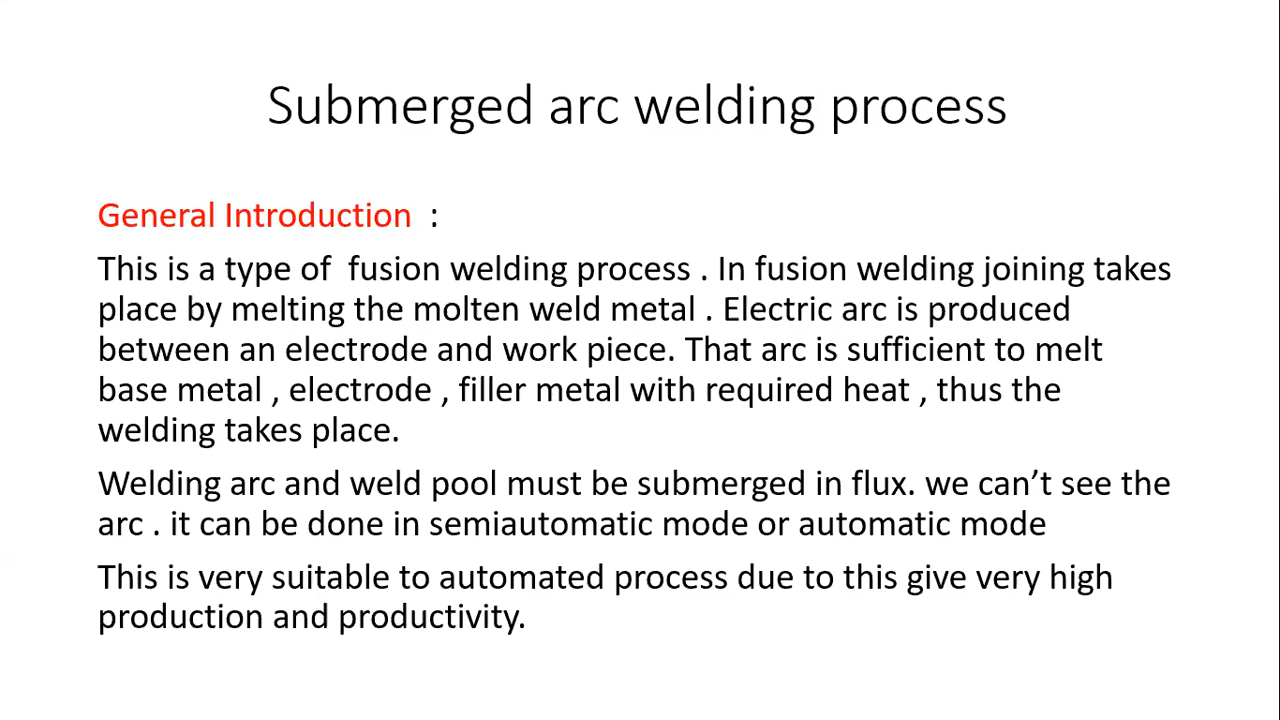 Submerged arc welding process
General Introduction :
This is a type of fusion welding process . In fusion welding joining takes
place by melting the molten weld metal . Electric arc is produced
between an electrode and work piece. That arc is sufficient to melt
base metal , electrode , filler metal with required heat , thus the
welding takes place.
Welding arc and weld pool must be submerged in flux. we can’t see the
arc . it can be done in semiautomatic mode or automatic mode
This is very suitable to automated process due to this give very high
production and productivity.